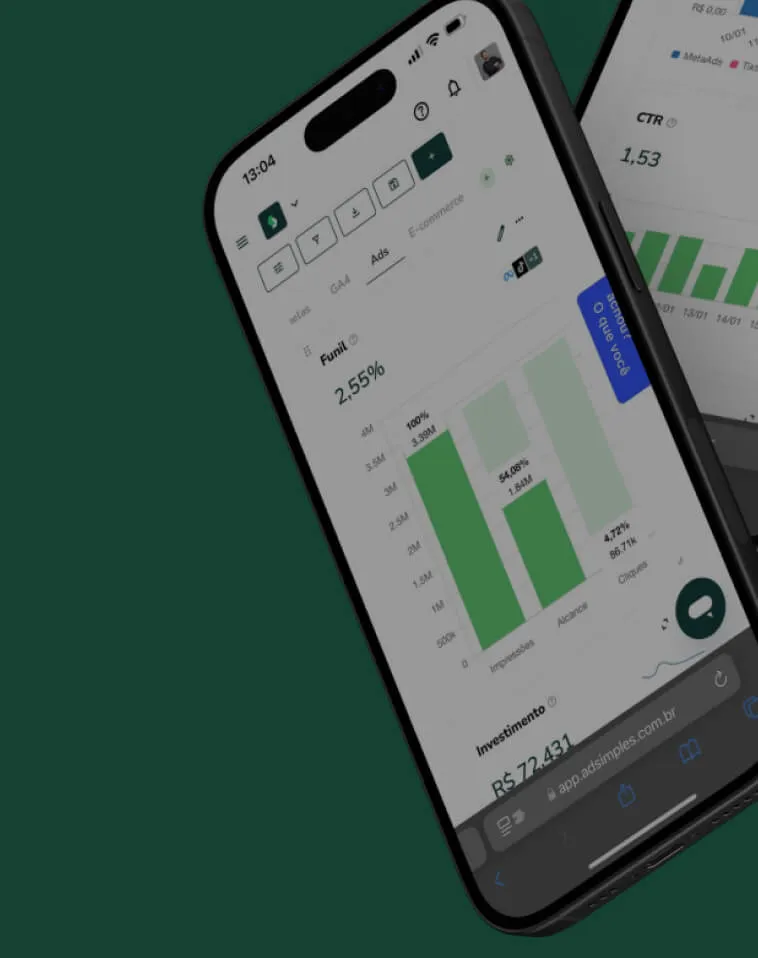 13:04
GA4
Ads
E-commerce
+1
Funil
2,55%
4M
3.5M
3M
2.5M
2M
1.5M
1M
500k
0
100%
3.39M
54,08%
1.84M
4,72%
86.71k
Impressões
Alcance
Cliques
O que você
achou?
Investimento
R$ 72.431
app.adsimples.com.br
R$ 0,00
10/01
MetaAds
CTR
1,53
13/01
14/01